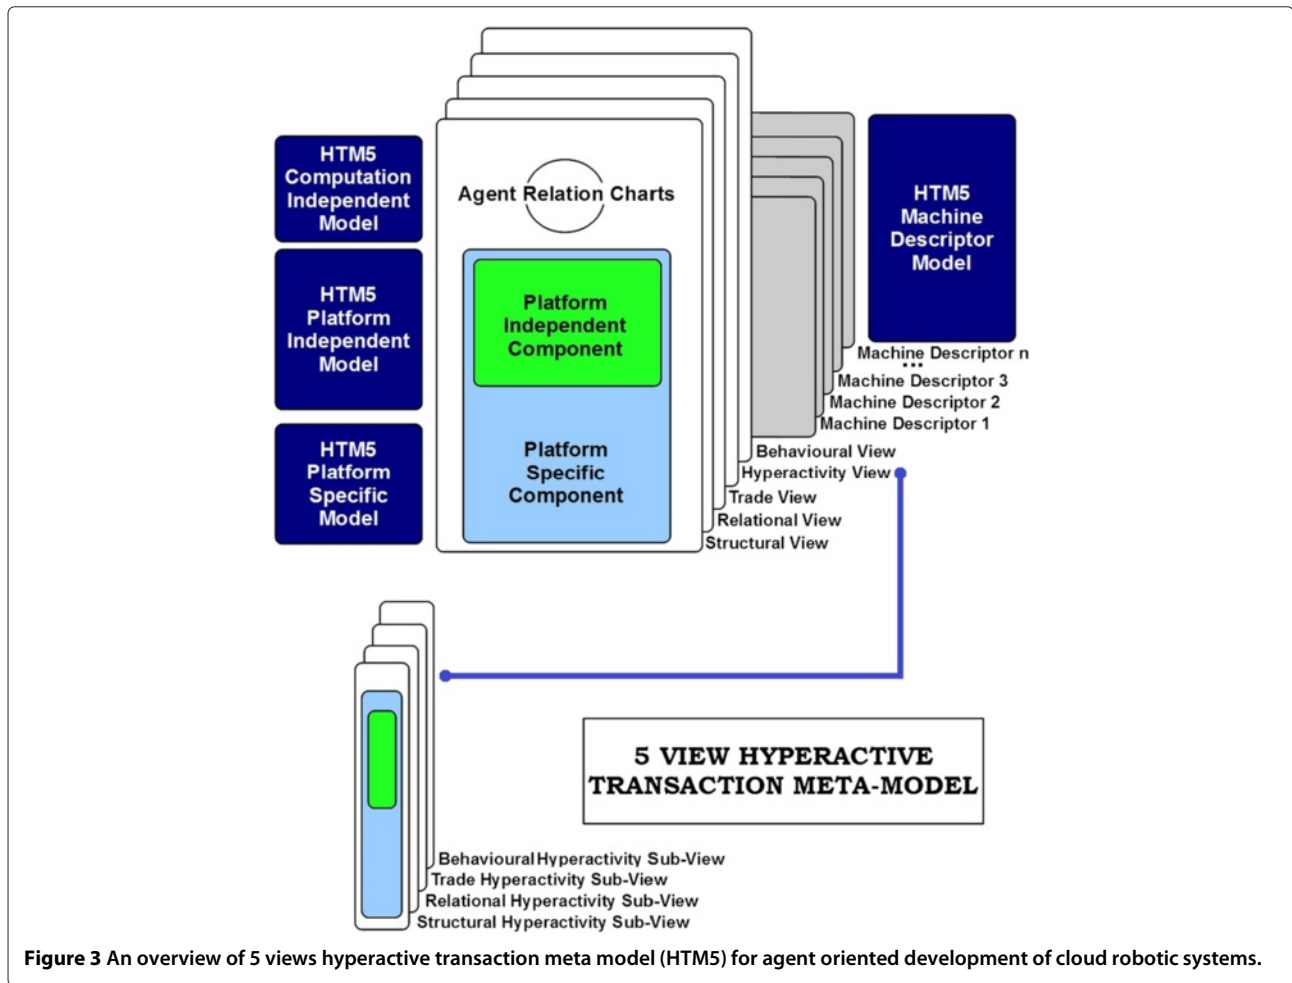 HTM5
Computation
Independent
Model
HTM5
Platform
Independent
Model
HTM5
Platform
Specific
Model
Agent Relation Charts
Platform
Independent
Component
Platform
Specific
Component
HTM5
Machine
Descriptor
Model
Machine Descriptor n
...
Machine Descriptor 3
Machine Descriptor 2
Machine Descriptor 1
Behavioural View
Hyperactivity View
Trade View
Relational View
Structural View
5 VIEW HYPERACTIVE
TRANSACTION META-MODEL
Behavioural Hyperactivity Sub-View
Trade Hyperactivity Sub-View
Relational Hyperactivity Sub-View
Structural Hyperactivity Sub-View
Figure 3 An overview of 5 views hyperactive transaction meta model (HTM5) for agent oriented development of cloud robotic systems.